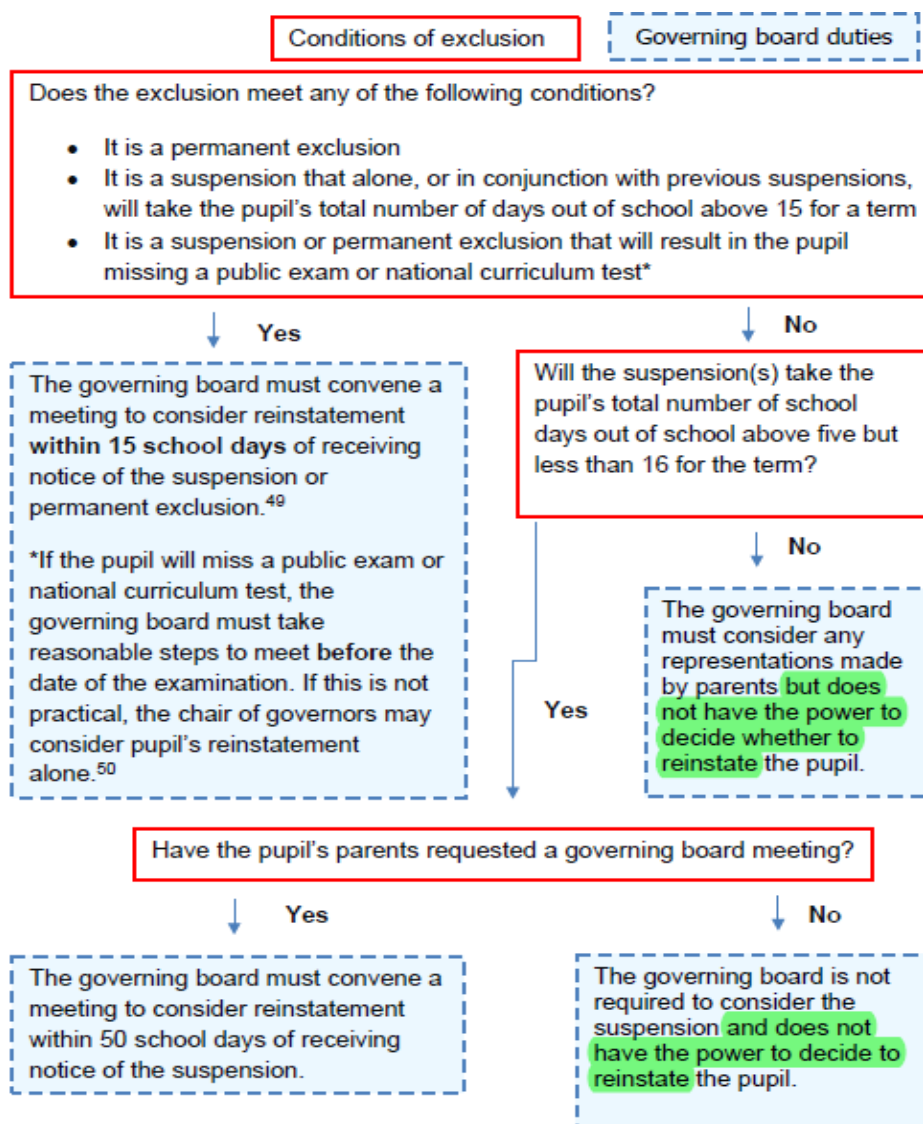 Conditions of exclusion
Governing board duties
Does the exclusion meet any of the following conditions?
• It is a permanent exclusion
• It is a suspension that alone, or in conjunction with previous suspensions,
will take the pupil's total number of days out of school above 15 for a term
• It is a suspension or permanent exclusion that will result in the pupil
missing a public exam or national curriculum test*
Yes
No
The governing board must convene a
meeting to consider reinstatement
within 15 school days of receiving
notice of the suspension or
permanent exclusion.49
*If the pupil will miss a public exam or
national curriculum test, the
governing board must take
reasonable steps to meet before the
date of the examination. If this is not
practical, the chair of governors may
consider pupil's reinstatement
alone.50
Will the suspension(s) take the
pupil's total number of school
days out of school above five but
less than 16 for the term?
No
The governing board
must consider any
representations made
by parents but does
not have the power to
decide whether to
reinstate the pupil.
Yes
Have the pupil's parents requested a governing board meeting?
Yes
No
The governing board must convene a
meeting to consider reinstatement
within 50 school days of receiving
notice of the suspension.
The governing board is not
required to consider the
suspension and does not
have the power to decide to
reinstate the pupil.